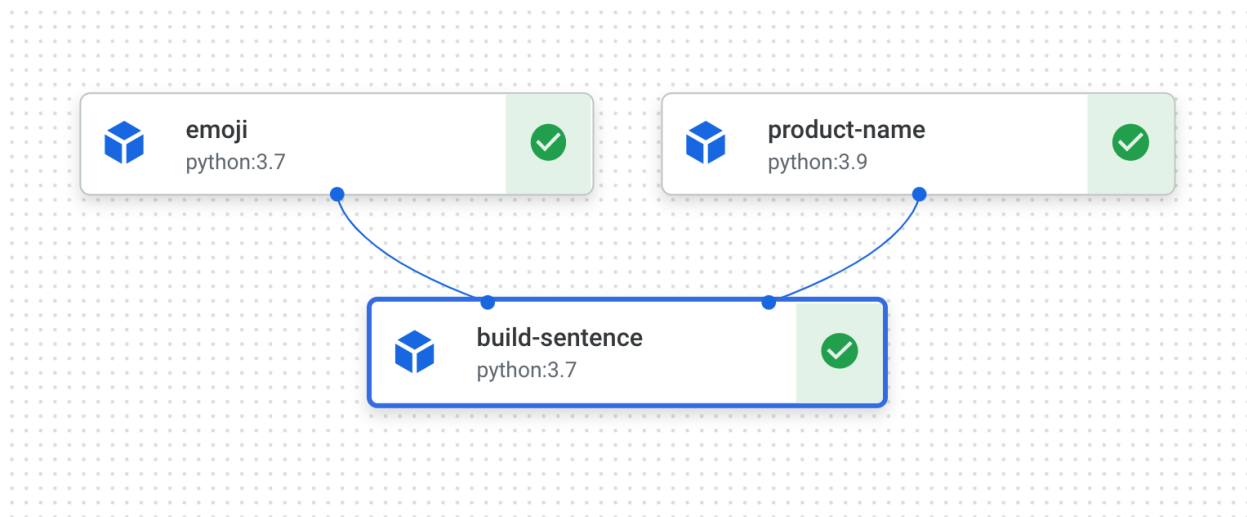 emoji
python:3.7
product-name
python:3.9
build-sentence
python:3.7